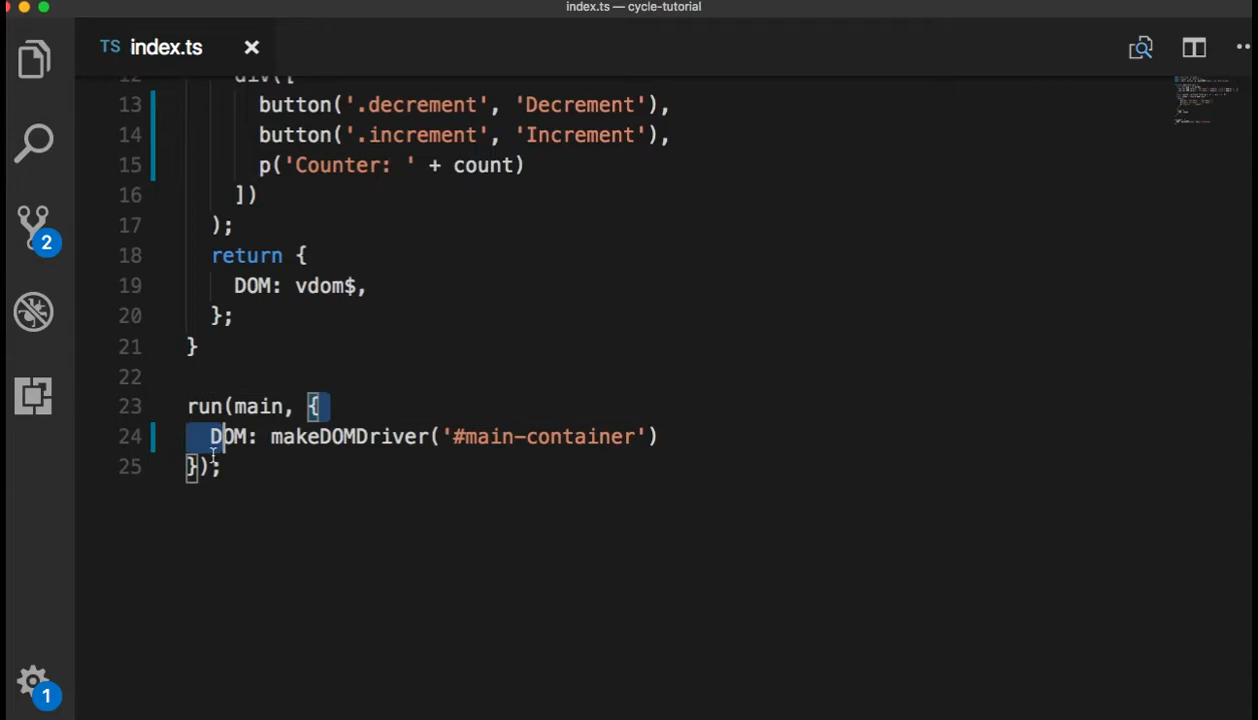 index.ts — cycle-tutorial
TS index.ts
12 div([
13 button('.decrement', 'Decrement'),
14 button('.increment', 'Increment'),
15 p('Counter: ' + count)
16 ])
17 );
18 return {
19 DOM: vdom$,
20 };
21 }
22
23 run(main, {
24 DOM: makeDOMDriver('#main-container')
25 });
2
1